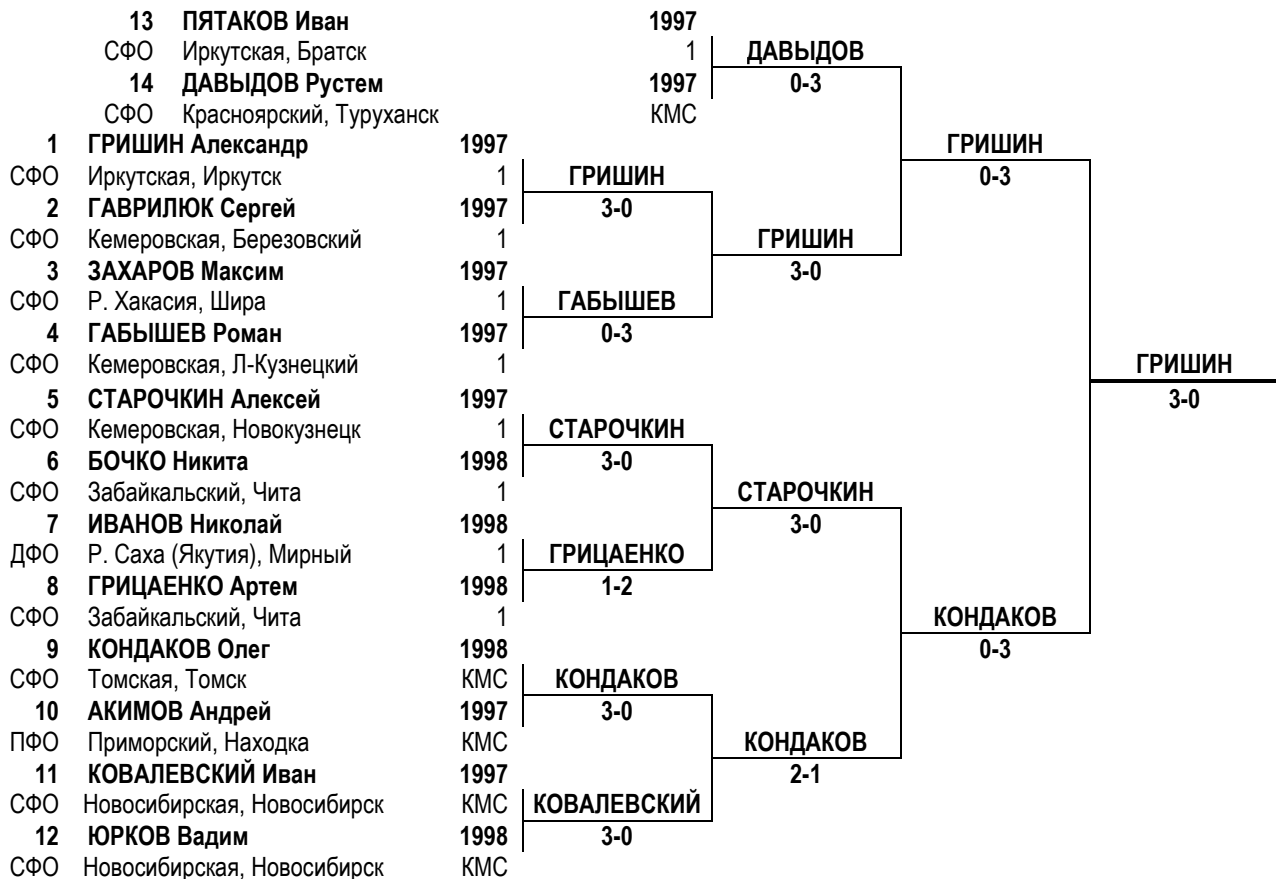 13 ПЯТАКОВ Иван 1997
СФО Иркутская, Братск 1 ДАВЫДОВ
14 ДАВЫДОВ Рустем 1997 0-3
СФО Красноярский, Туруханск КМС
1 ГРИШИН Александр 1997 ГРИШИН
СФО Иркутская, Иркутск 1 ГРИШИН 0-3
2 ГАВРИЛЮК Сергей 1997 3-0
СФО Кемеровская, Березовский 1 ГРИШИН
3 ЗАХАРОВ Максим 1997 3-0
СФО Р. Хакасия, Шира 1 ГАБЫШЕВ
4 ГАБЫШЕВ Роман 1997 0-3
СФО Кемеровская, Л-Кузнецкий 1 ГРИШИН
5 СТАРОЧКИН Алексей 1997 3-0
СФО Кемеровская, Новокузнецк 1 СТАРОЧКИН
6 БОЧКО Никита 1998 3-0
СФО Забайкальский, Чита 1 СТАРОЧКИН
7 ИВАНОВ Николай 1998 3-0
ДФО Р. Саха (Якутия), Мирный 1 ГРИЦАЕНКО
8 ГРИЦАЕНКО Артем 1998 1-2
СФО Забайкальский, Чита 1 КОНДАКОВ
9 КОНДАКОВ Олег 1998 0-3
СФО Томская, Томск КМС КОНДАКОВ
10 АКИМОВ Андрей 1997 3-0
ПФО Приморский, Находка КМС КОНДАКОВ
11 КОВАЛЕВСКИЙ Иван 1997 2-1
СФО Новосибирская, Новосибирск КМС КОВАЛЕВСКИЙ
12 ЮРКОВ Вадим 1998 3-0
СФО Новосибирская, Новосибирск КМС